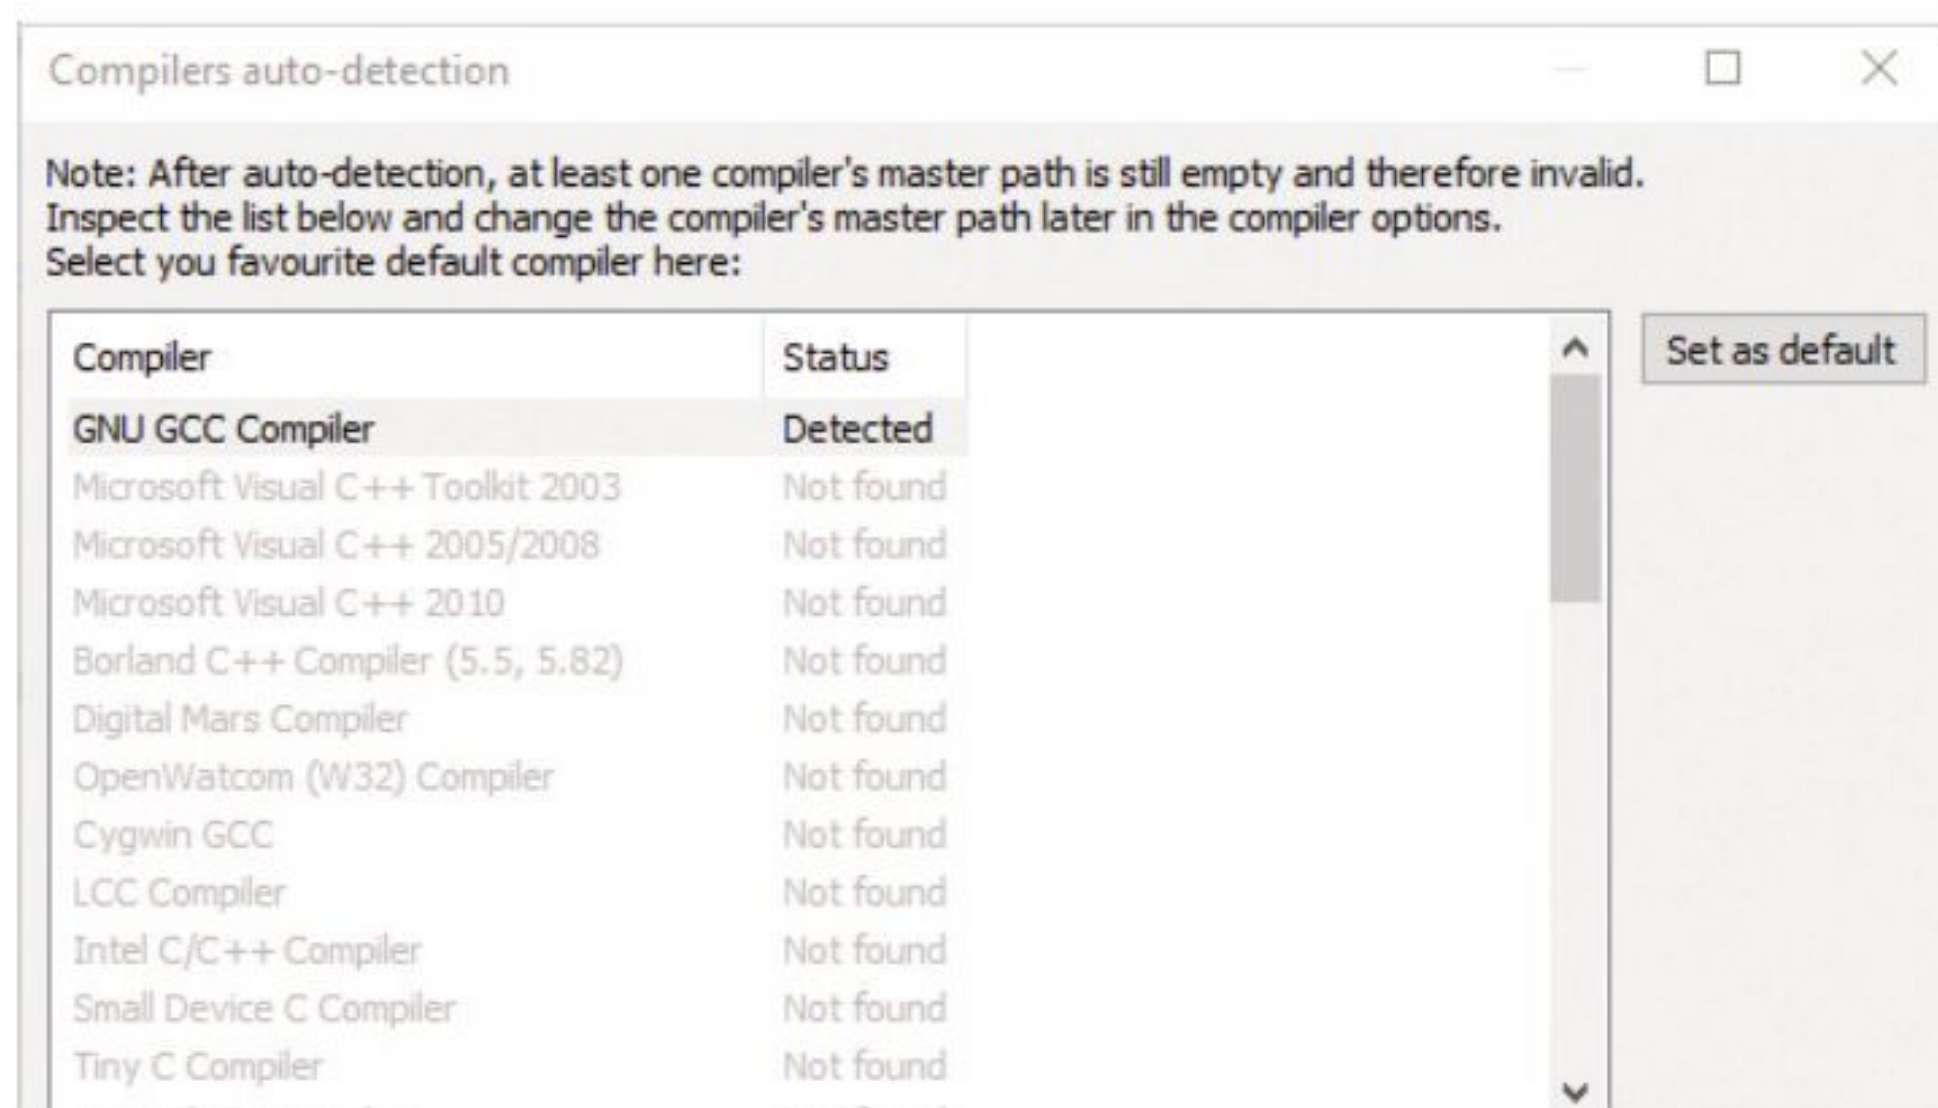 Compilers auto-detection
Note: After auto-detection, at least one compiler's master path is still empty and therefore invalid.
Inspect the list below and change the compiler's master path later in the compiler options.
Select you favourite default compiler here:
Compiler Status
Set as default
GNU GCC Compiler Detected
Microsoft Visual C++ Toolkit 2003 Not found
Microsoft Visual C++ 2005/2008 Not found
Microsoft Visual C++ 2010 Not found
Borland C++ Compiler (5.5, 5.82) Not found
Digital Mars Compiler Not found
OpenWatcom (W32) Compiler Not found
Cygwin GCC Not found
LCC Compiler Not found
Intel C/C++ Compiler Not found
Small Device C Compiler Not found
Tiny C Compiler Not found